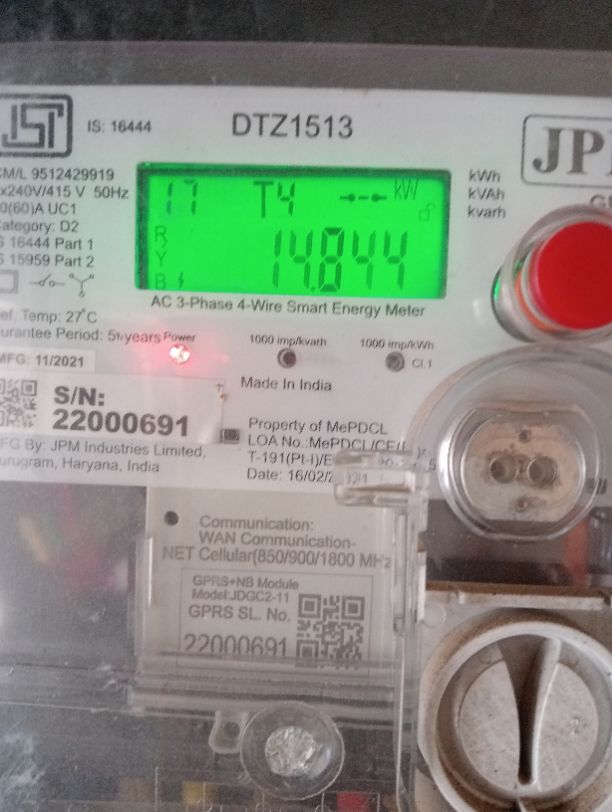 IS: 16444
DTZ1513
JP
CM/L 9512429919
x240V/415 V 50Hz
0(60)A UC1
Category: D2
S 16444 Part 1
S 15959 Part 2
17 T4 kW
R
Y
B
14.844
kWh
kVAh
kvarh
AC 3-Phase 4-Wire Smart Energy Meter
ef. Temp: 27°C
urantee Period: 5½years
Power
1000 imp/kvarh
1000 imp/kWh
Cl.1
MFG: 11/2021
Made In India
S/N:
22000691
FG By: JPM Industries Limited,
urugram, Haryana, India
Property of MePDCL
LOA No.:MePDCL/CE/
T-191(Pt-I)/
Date: 16/02/2
Communication:
WAN Communication-
NET Cellular(850/900/1800 MHz
GPRS+NB Module
Model:JDGC2-11
GPRS SL. No.
22000691